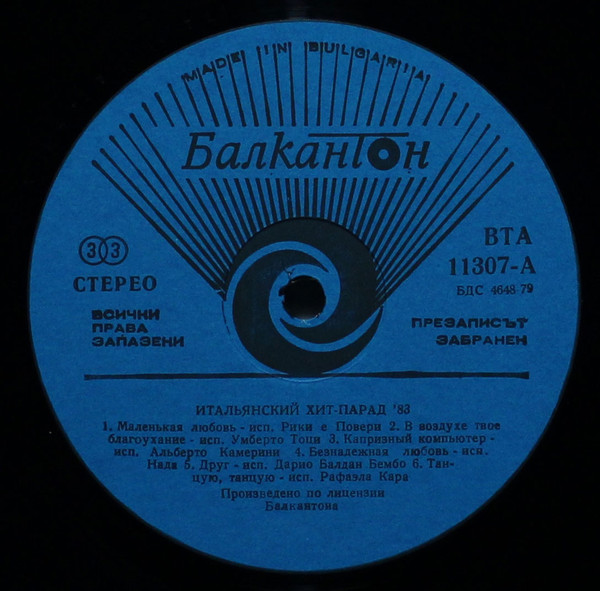 MADE IN BULGARIA
Балкантон
33
СТЕРЕО
ВТА
11307-А
БДС 4648-79
ВСИЧКИ
ПРАВА
ЗАПАЗЕНИ
ПРЕЗАПИСЪТ
ЗАБРАНЕН
ИТАЛЬЯНСКИЙ ХИТ-ПАРАД '83
1. Маленькая любовь - исп. Рики е Повери 2. В воздухе твое
благоухание - исп. Умберто Тоци 3. Капризный компьютер -
исп. Альберто Камерини 4. Безналежная любовь - исп.
Нада 5. Друг - исп. Дарио Балдан Бембо 6. Тан-
цую, танцую - исп. Рафаэла Кара
Произведено по лицензии
Балкантона